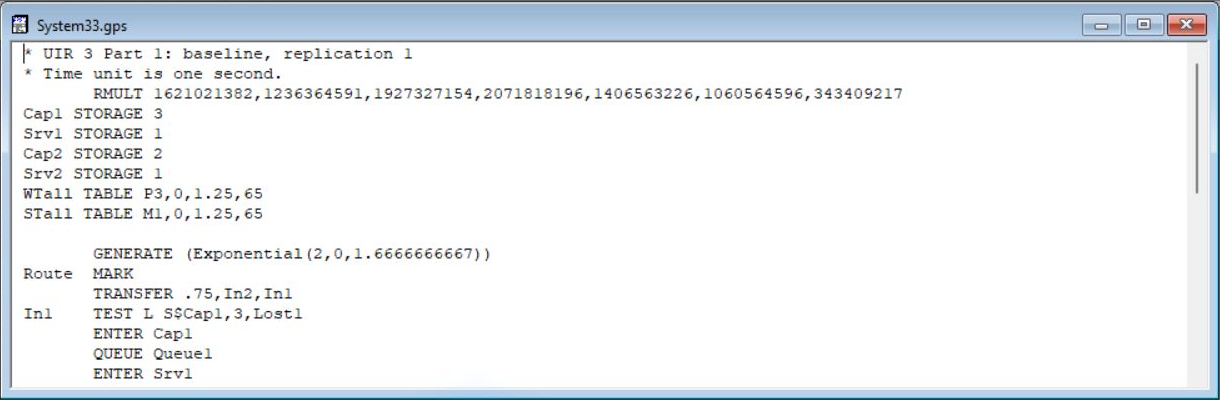 System33.gps
* UIR 3 Part 1: baseline, replication 1
* Time unit is one second.
RMULT 1621021382,1236364591,1927327154,2071818196,1406563226,1060564596,343409217
Cap1 STORAGE 3
Srv1 STORAGE 1
Cap2 STORAGE 2
Srv2 STORAGE 1
WTall TABLE P3,0,1.25,65
STall TABLE M1,0,1.25,65
GENERATE (Exponential(2,0,1.6666666667))
Route MARK
TRANSFER .75,In2,In1
In1 TEST L S$Cap1,3,Lost1
ENTER Cap1
QUEUE Queue1
ENTER Srv1